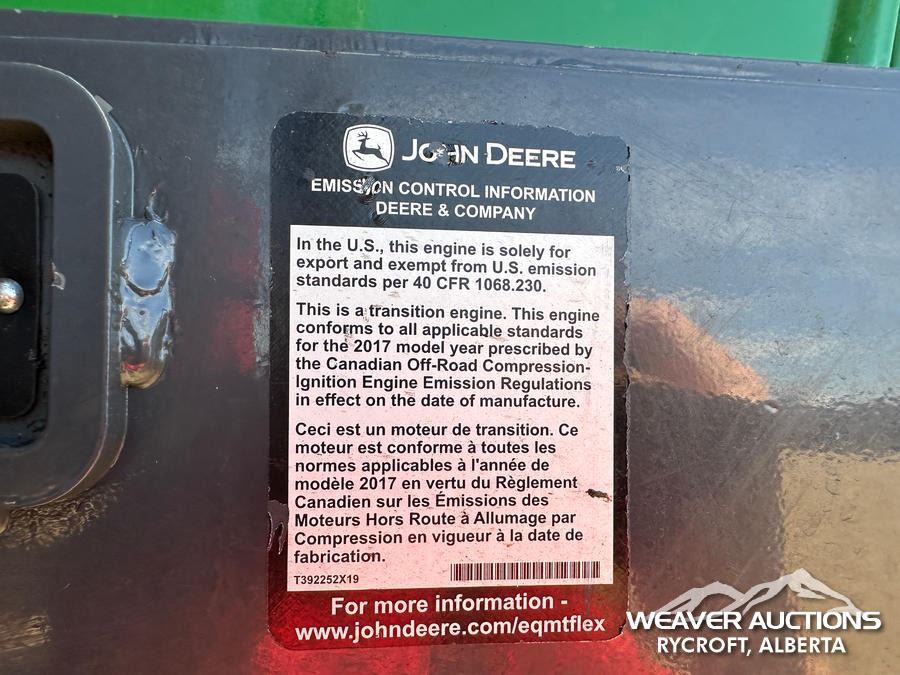 JOHN DEERE
EMISSION CONTROL INFORMATION
DEERE & COMPANY
In the U.S., this engine is solely for
export and exempt from U.S. emission
standards per 40 CFR 1068.230.
This is a transition engine. This engine
conforms to all applicable standards
for the 2017 model year prescribed by
the Canadian Off-Road Compression-
Ignition Engine Emission Regulations
in effect on the date of manufacture.
Ceci est un moteur de transition. Ce
moteur est conforme à toutes les
normes applicables à l'année de
modèle 2017 en vertu du Règlement
Canadien sur les Émissions des
Moteurs Hors Route à Allumage par
Compression en vigueur à la date de
fabrication.
T392252X19
For more information -
www.johndeere.com/eqmtflex
WEAVER AUCTIONS
RYCROFT, ALBERTA